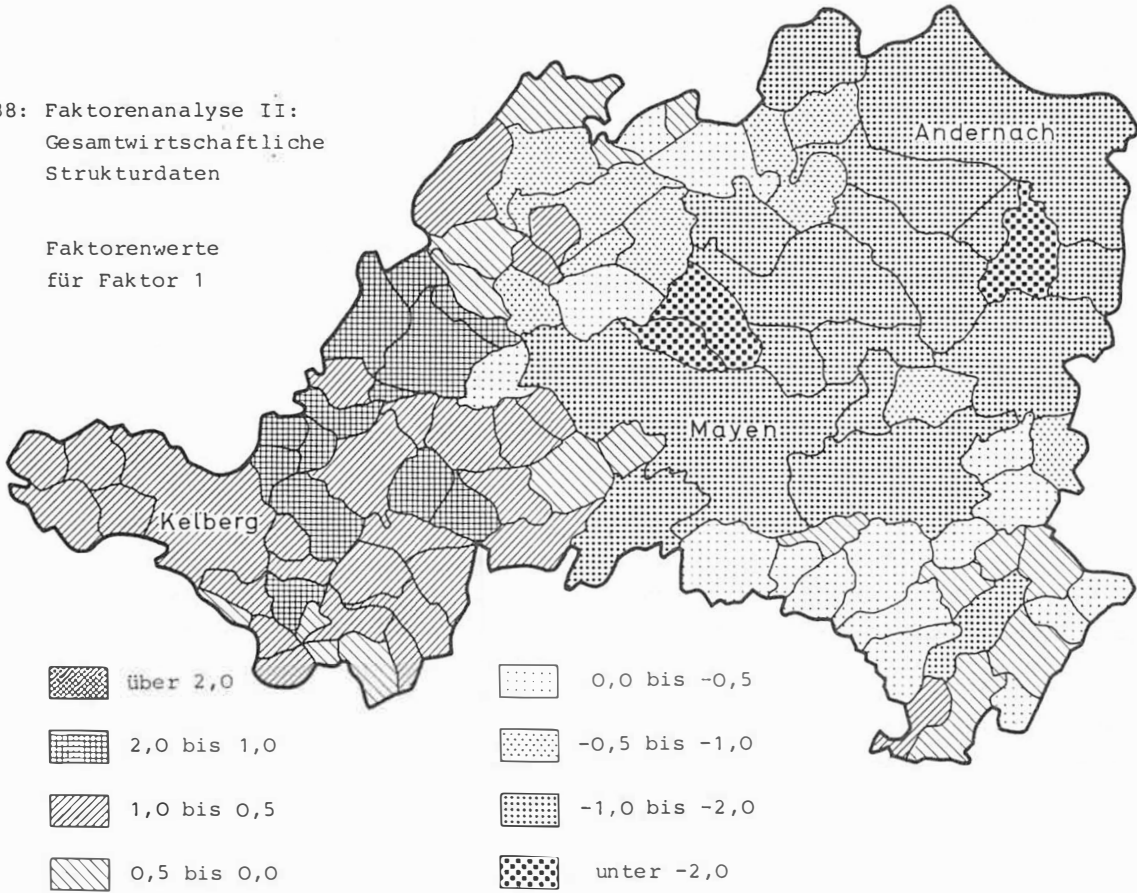 38: Faktorenanalyse II:
Gesamtwirtschaftliche
Strukturdaten
Faktorenwerte
für Faktor 1
Andernach
Mayen
Kelberg
über 2,0
2,0 bis 1,0
1,0 bis 0,5
0,5 bis 0,0
0,0 bis -0,5
-0,5 bis -1,0
-1,0 bis -2,0
unter -2,0